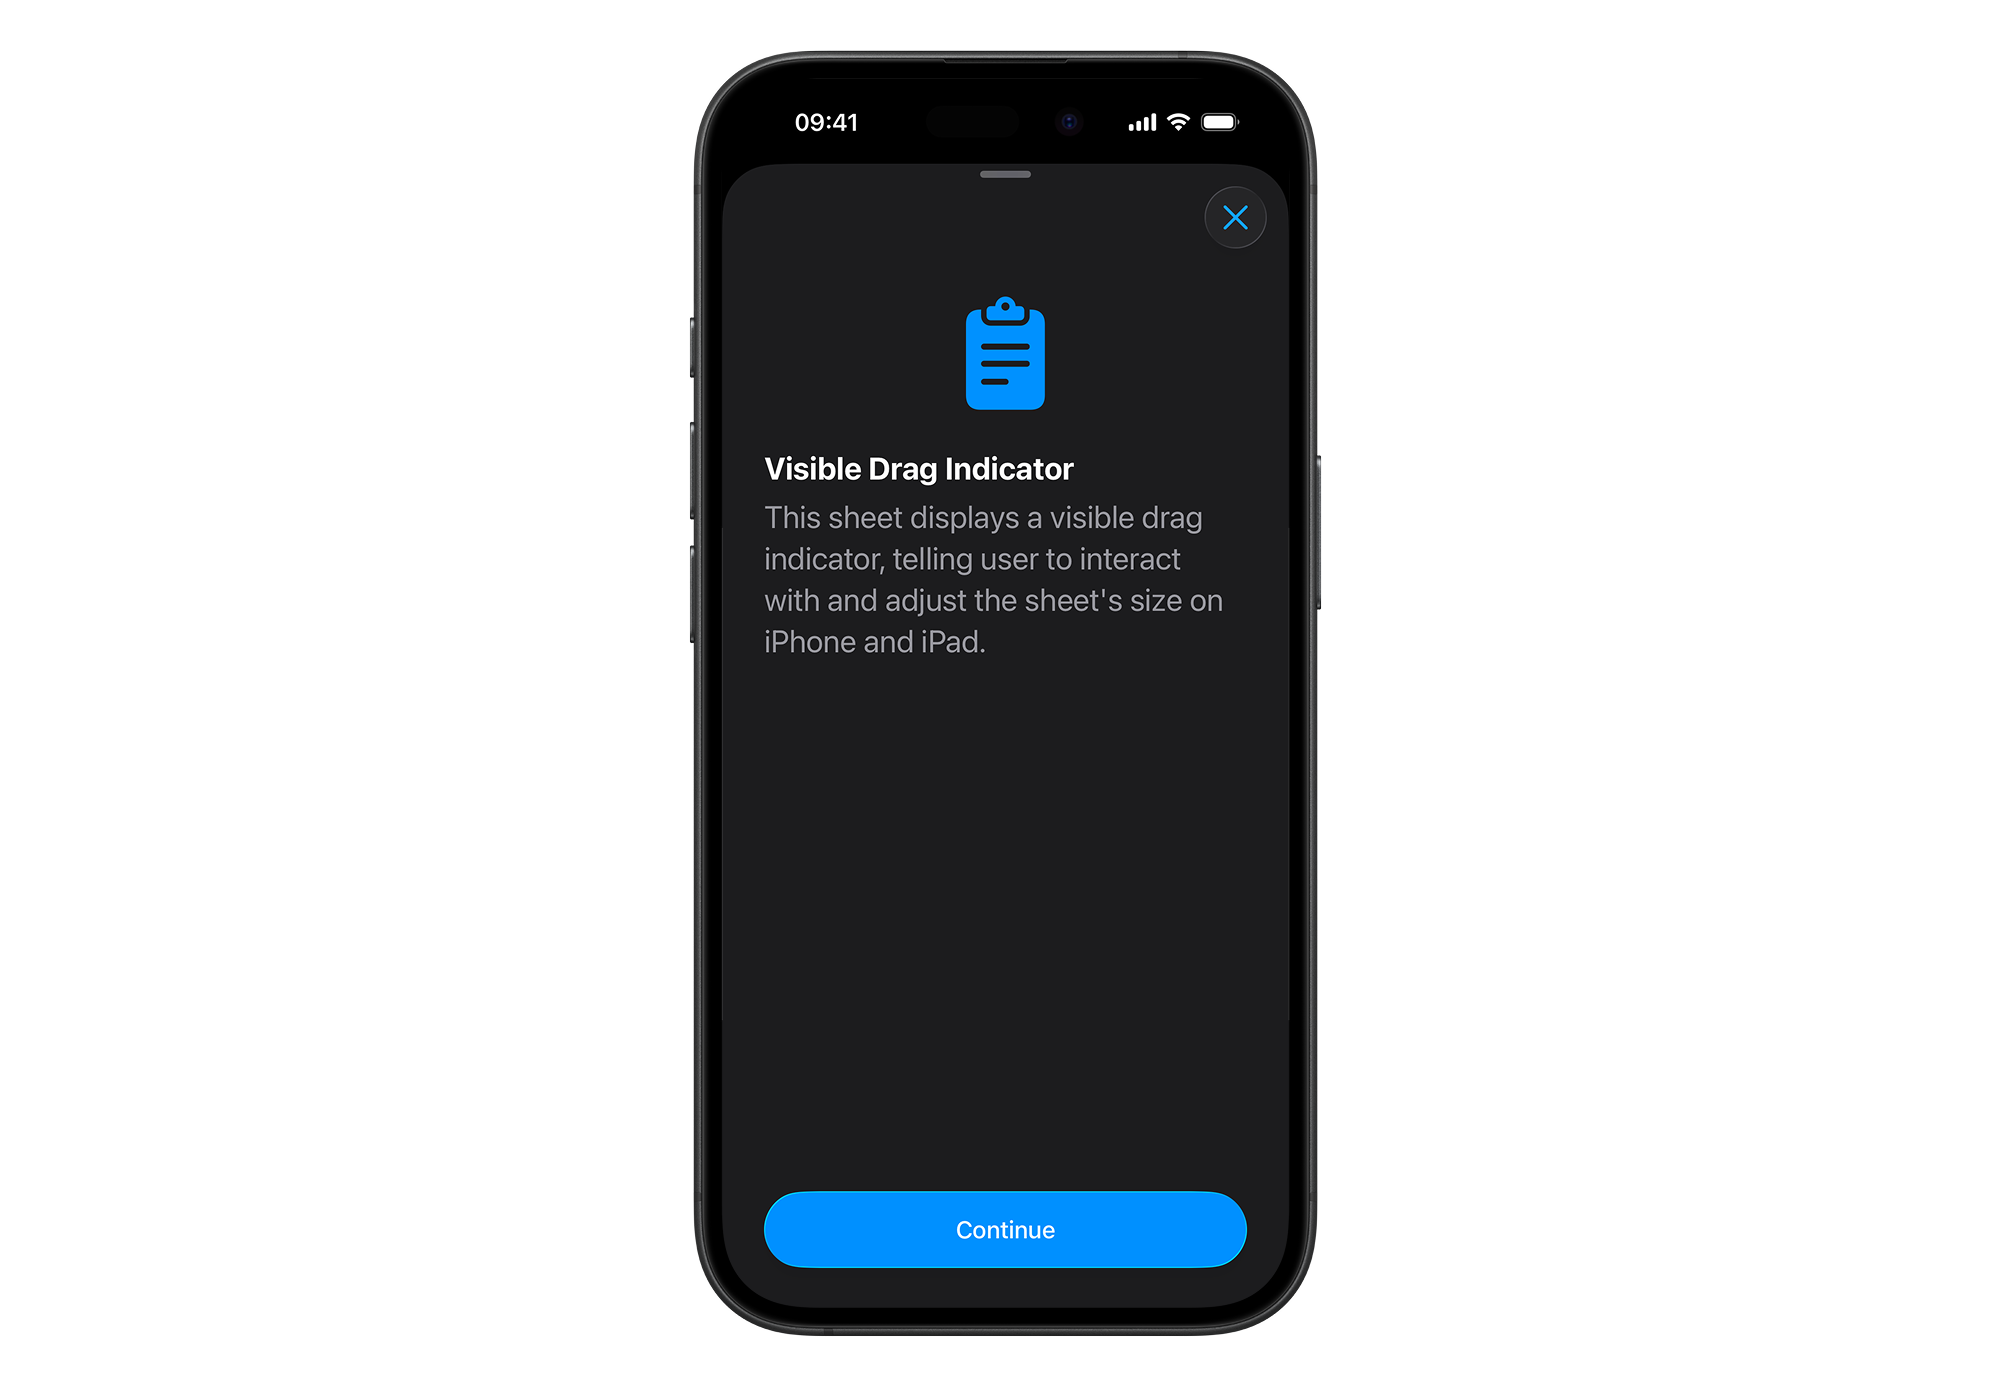 09:41
Visible Drag Indicator
This sheet displays a visible drag
indicator, telling user to interact
with and adjust the sheet's size on
iPhone and iPad.
Continue